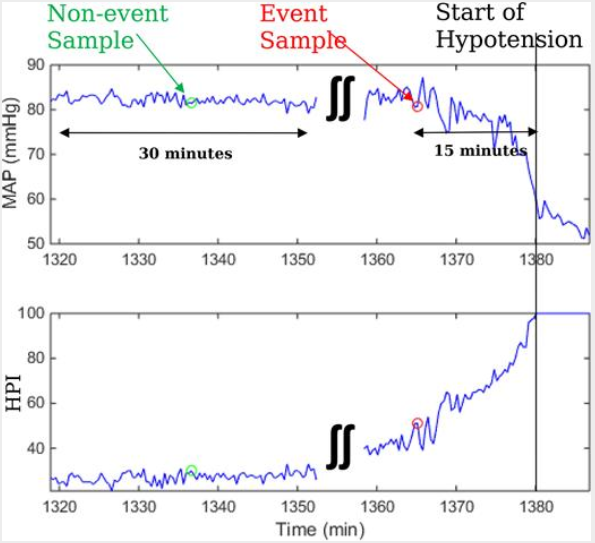 Non-event
Sample
Event
Sample
Start of
Hypotension
90
80
70
60
50
MAP (mmHg)
30 minutes
15 minutes
1320 1330 1340 1350 1360 1370 1380
100
80
60
40
HPI
1320 1330 1340 1350 1360 1370 1380
Time (min)